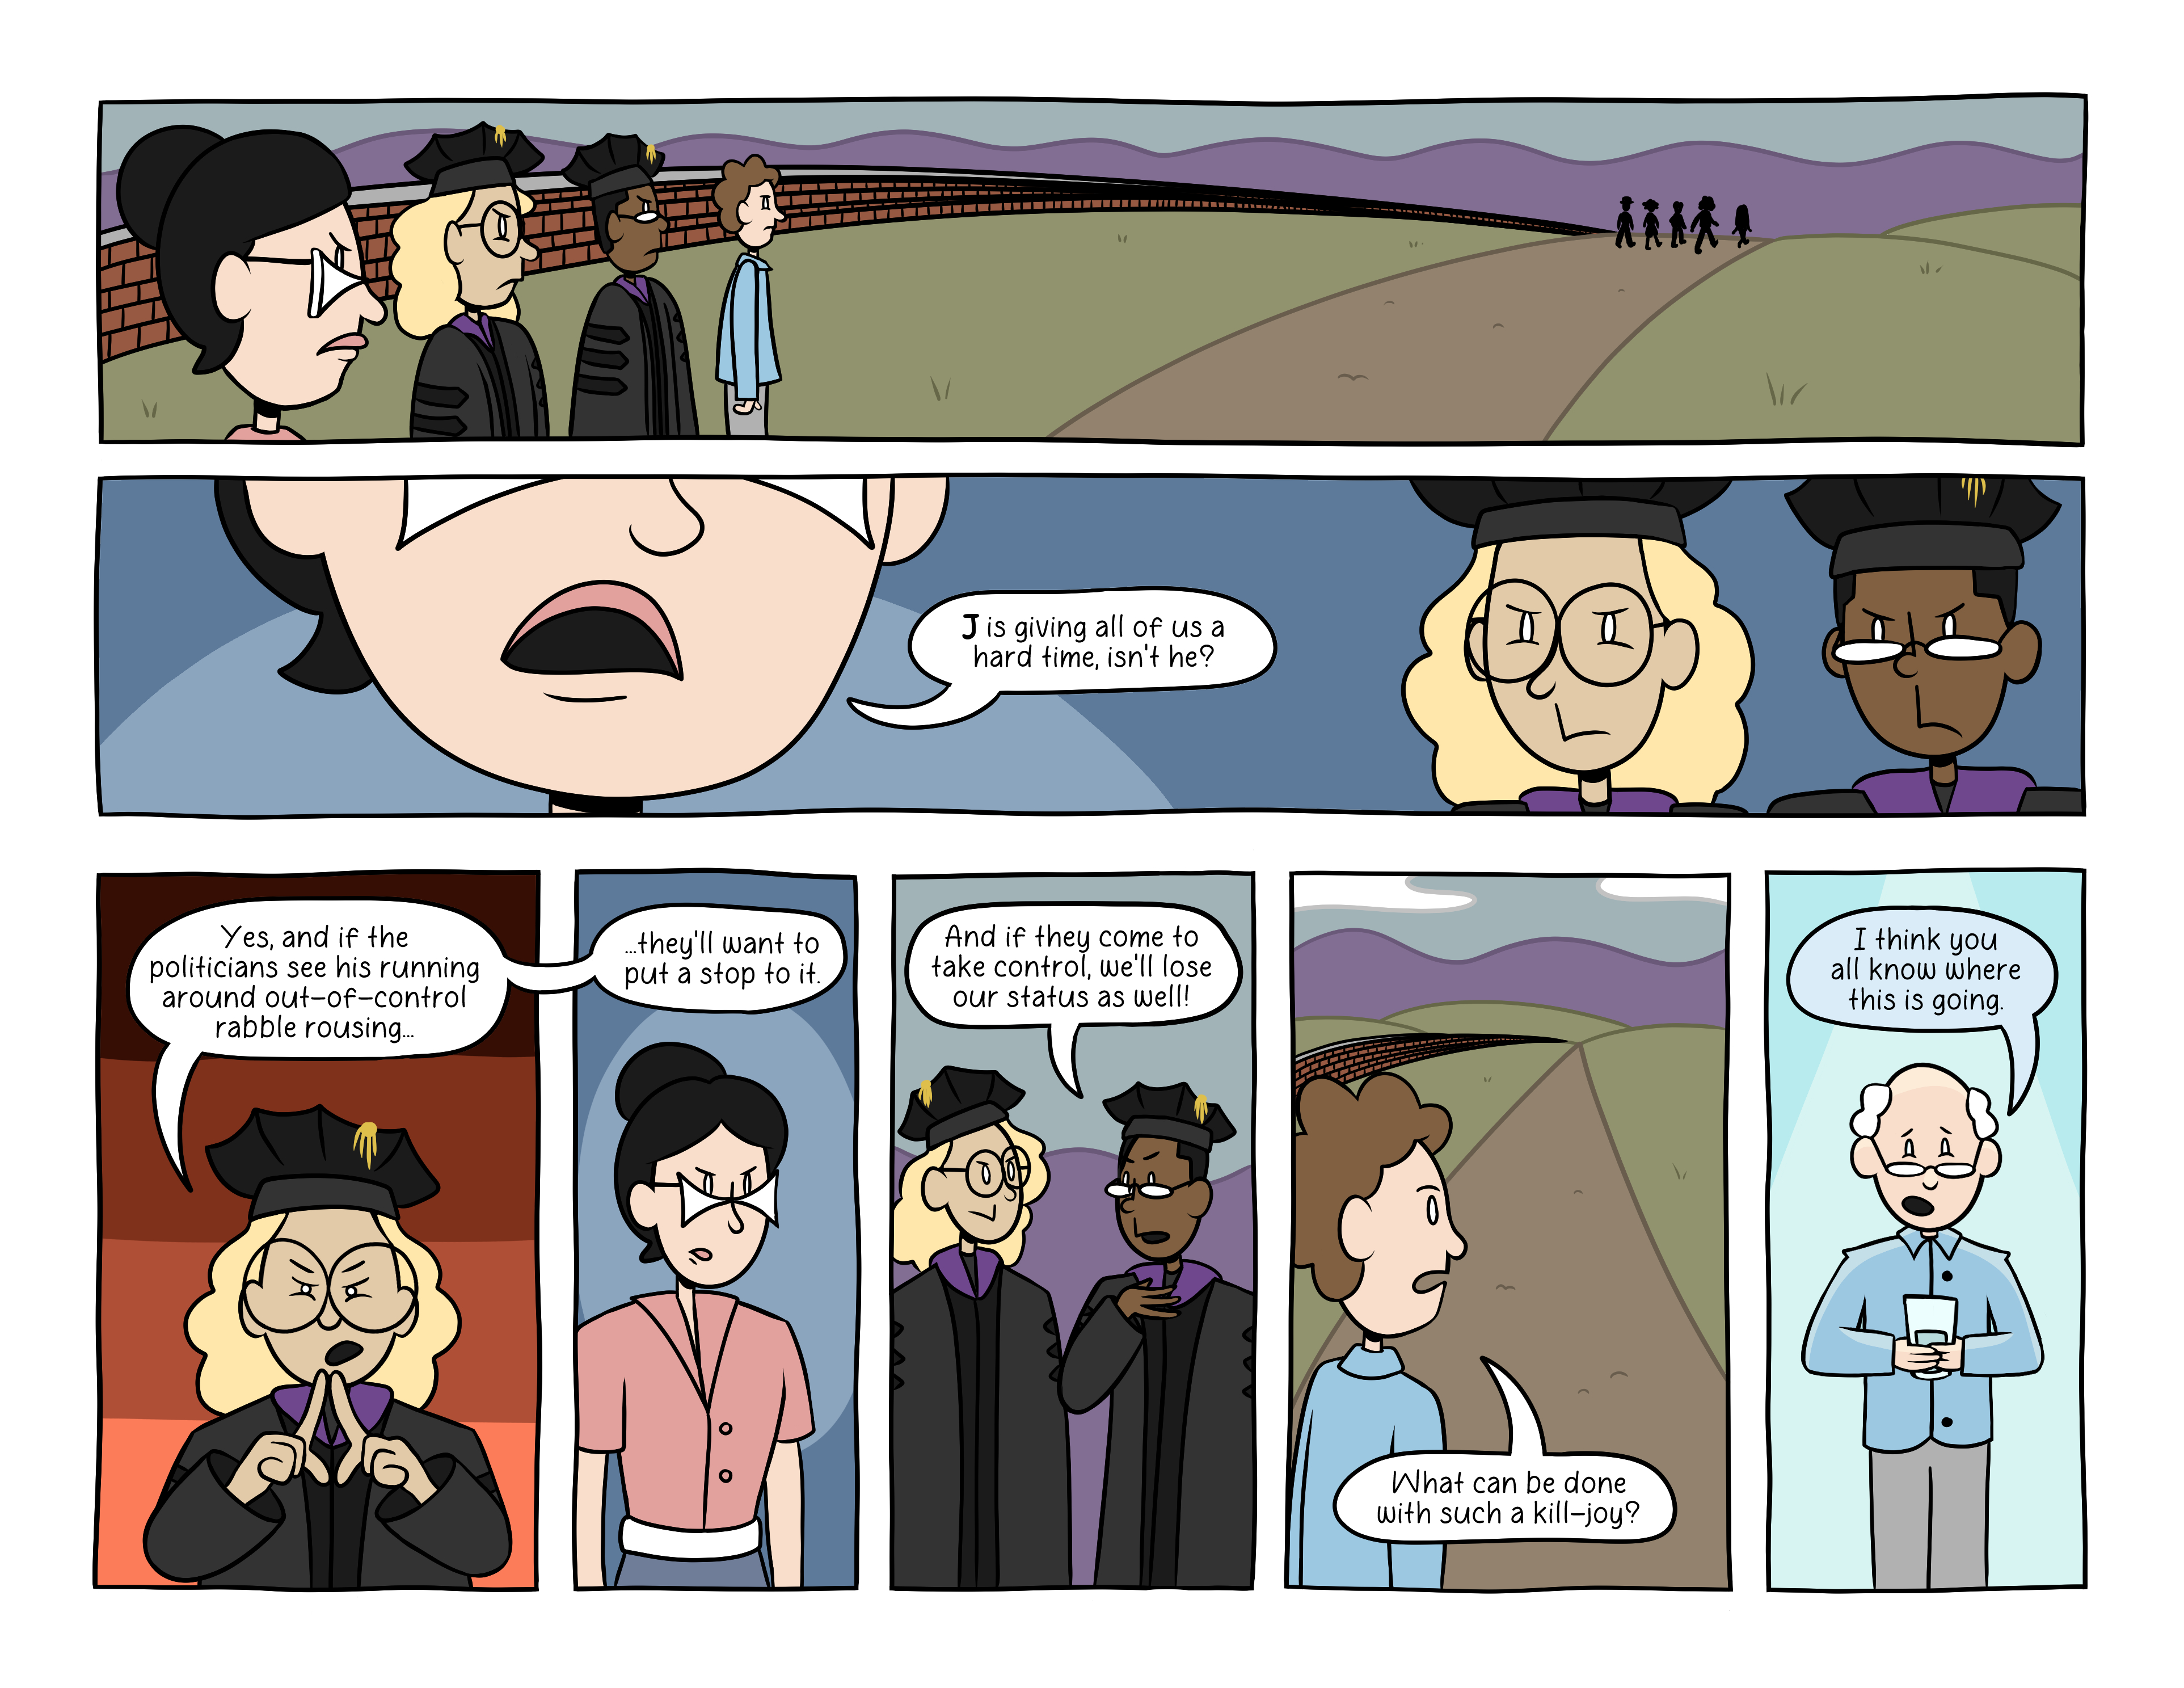 J is giving all of us a
hard time, isn't he?
Yes, and if the
politicians see his running
around out-of-control
rabble rousing...
...they'll want to
put a stop to it.
And if they come to
take control, we'll lose
our status as well!
What can be done
with such a kill-joy?
I think you
all know where
this is going.